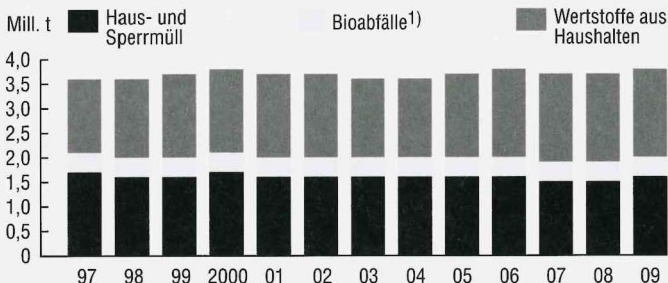 Mill. t
Haus- und
Sperrmüll
Bioabfälle1)
Wertstoffe aus
Haushalten
4,0
3,5
3,0
2,5
2,0
1,5
1,0
0,5
0
97 98 99 2000 01 02 03 04 05 06 07 08 09